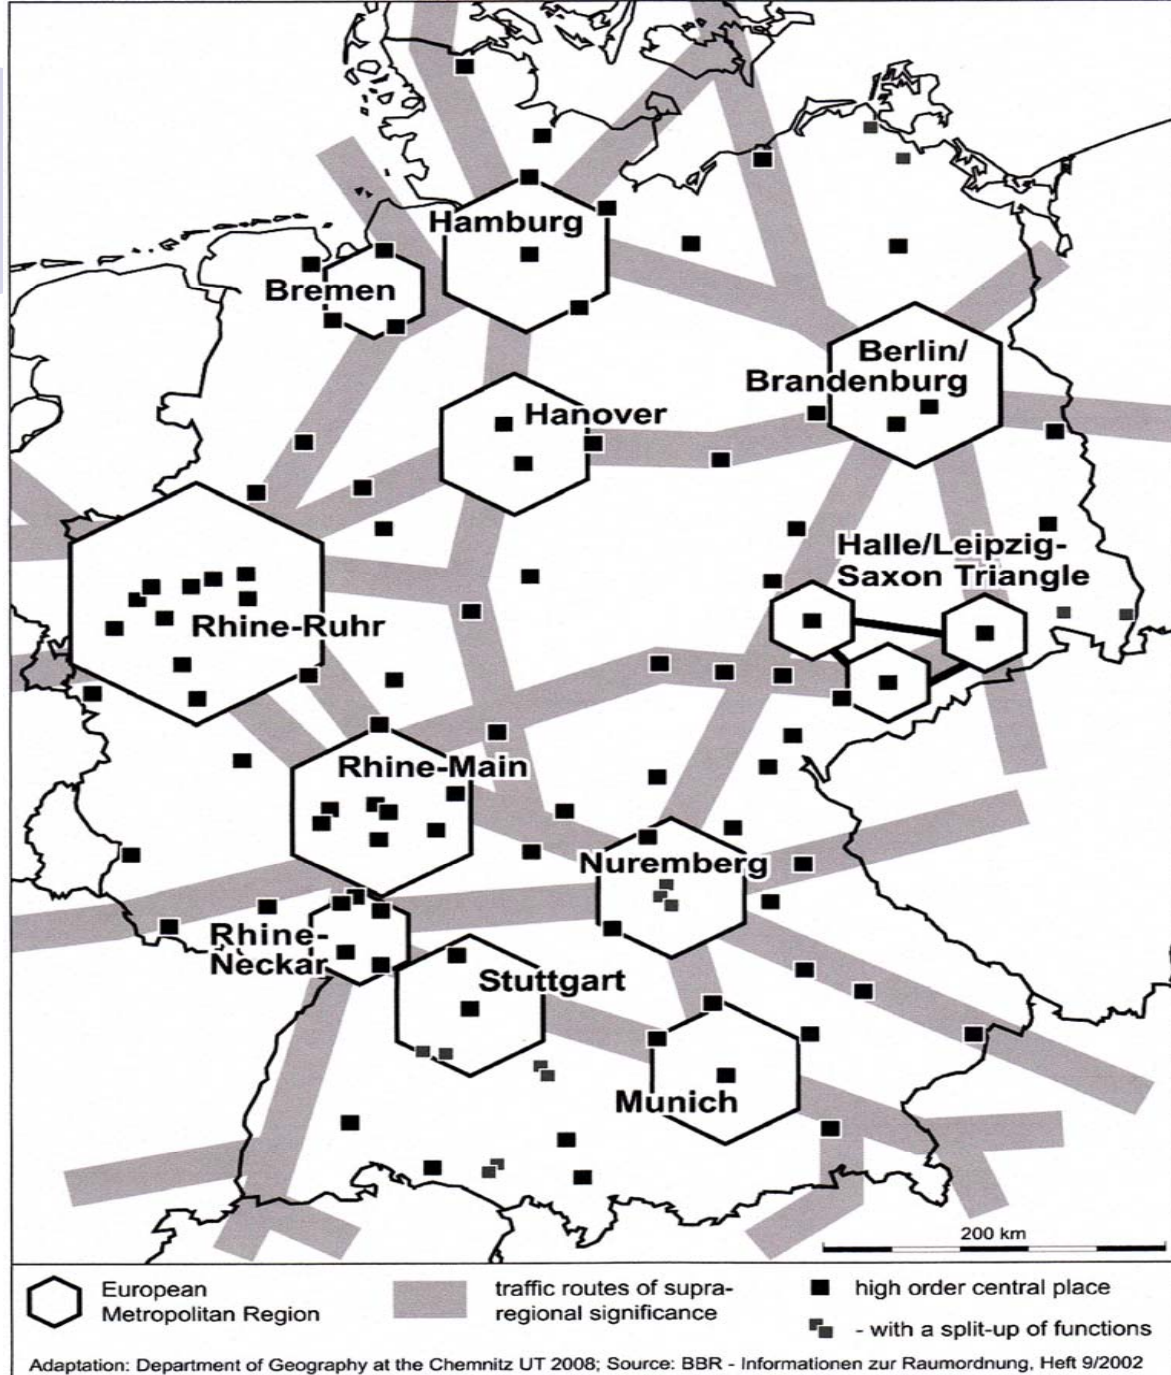 Hamburg
Bremen
Berlin/
Brandenburg
Hanover
Halle/Leipzig-
Saxon Triangle
Rhine-Ruhr
Rhine-Main
Nuremberg
Rhine-
Neckar
Stuttgart
Munich
200 km
European
Metropolitan Region
traffic routes of supra-
regional significance
high order central place
- with a split-up of functions
Adaptation: Department of Geography at the Chemnitz UT 2008; Source: BBR - Informationen zur Raumordnung, Heft 9/2002